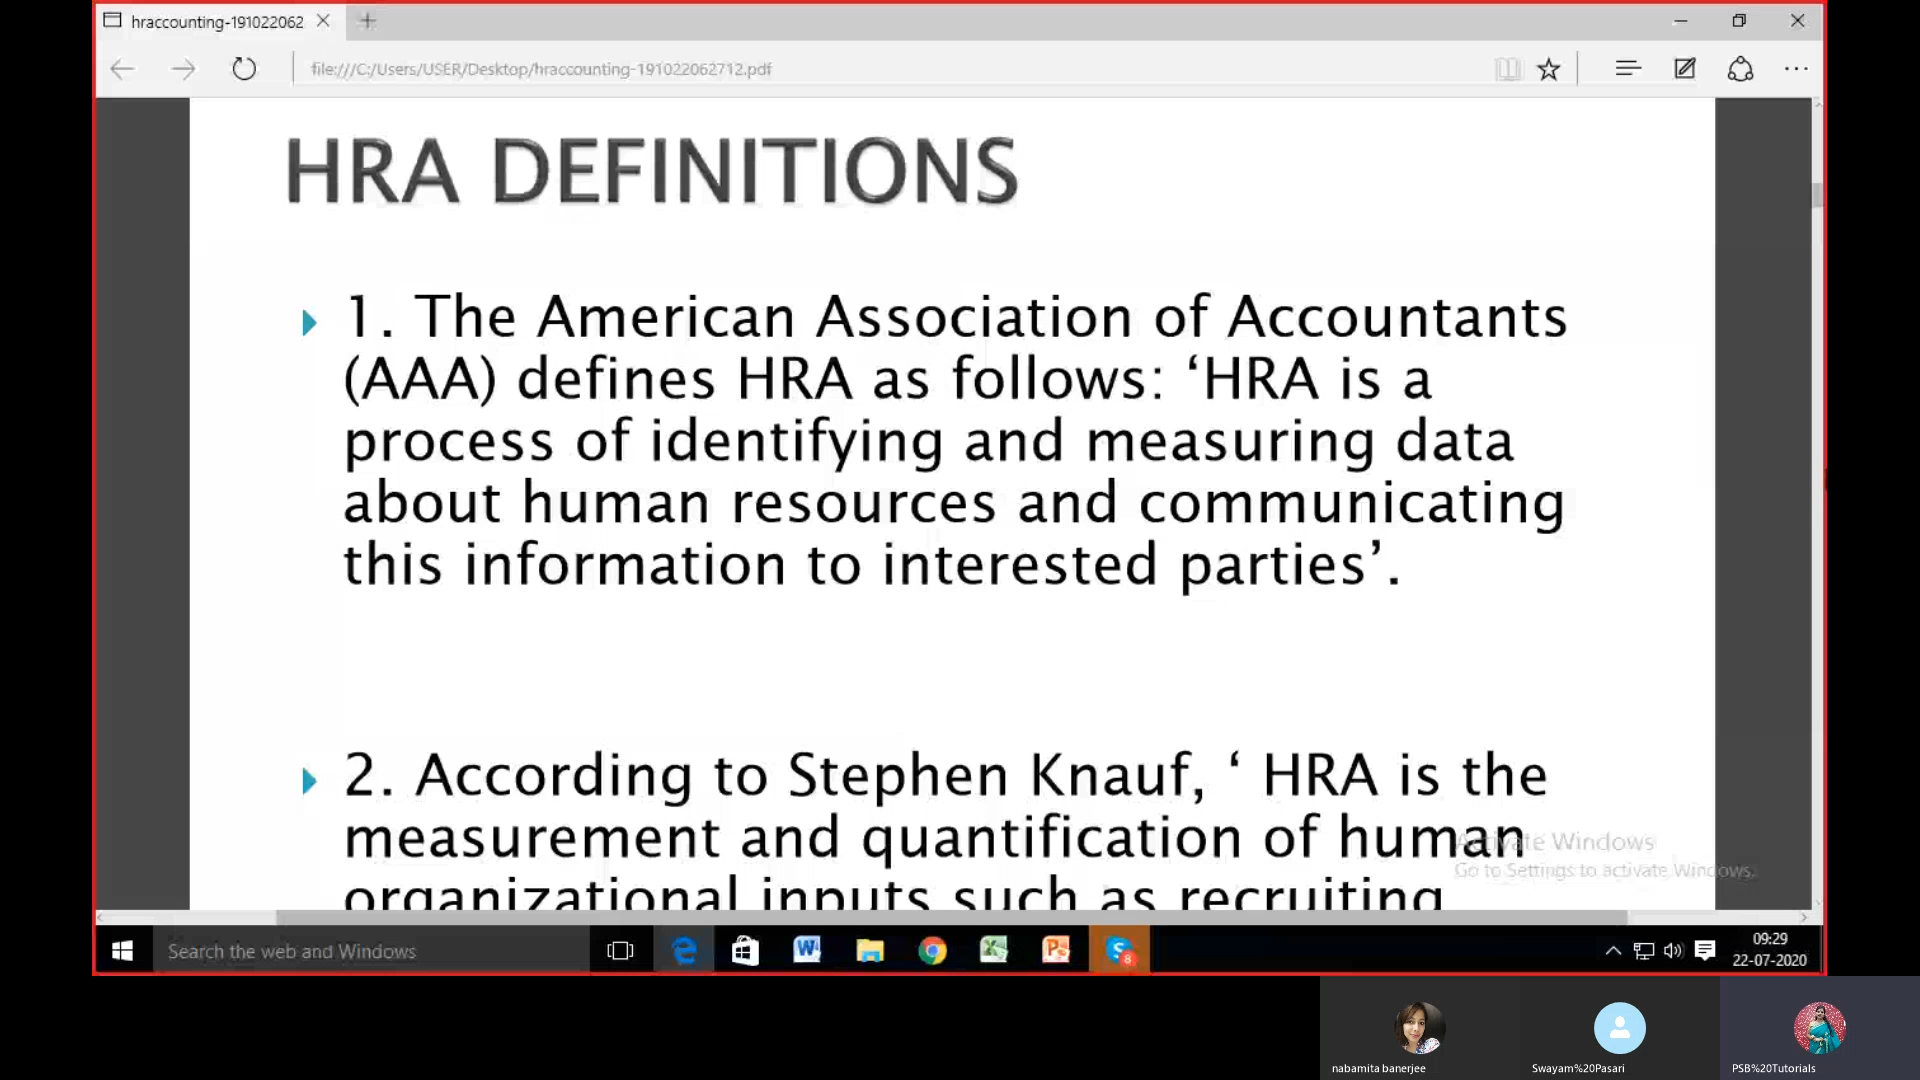 hraccounting-191022062
file:///C:/Users/USER/Desktop/hraccounting-191022062712.pdf
HRA DEFINITIONS
1. The American Association of Accountants
(AAA) defines HRA as follows: ‘HRA is a
process of identifying and measuring data
about human resources and communicating
this information to interested parties’.
2. According to Stephen Knauf, ‘ HRA is the
measurement and quantification of human
organizational inputs such as recruiting
Activate Windows
Go to Settings to activate Windows.
Search the web and Windows
8
09:29
22-07-2020
nabamita banerjee
Swayam%20Pasari
PSB%20Tutorials